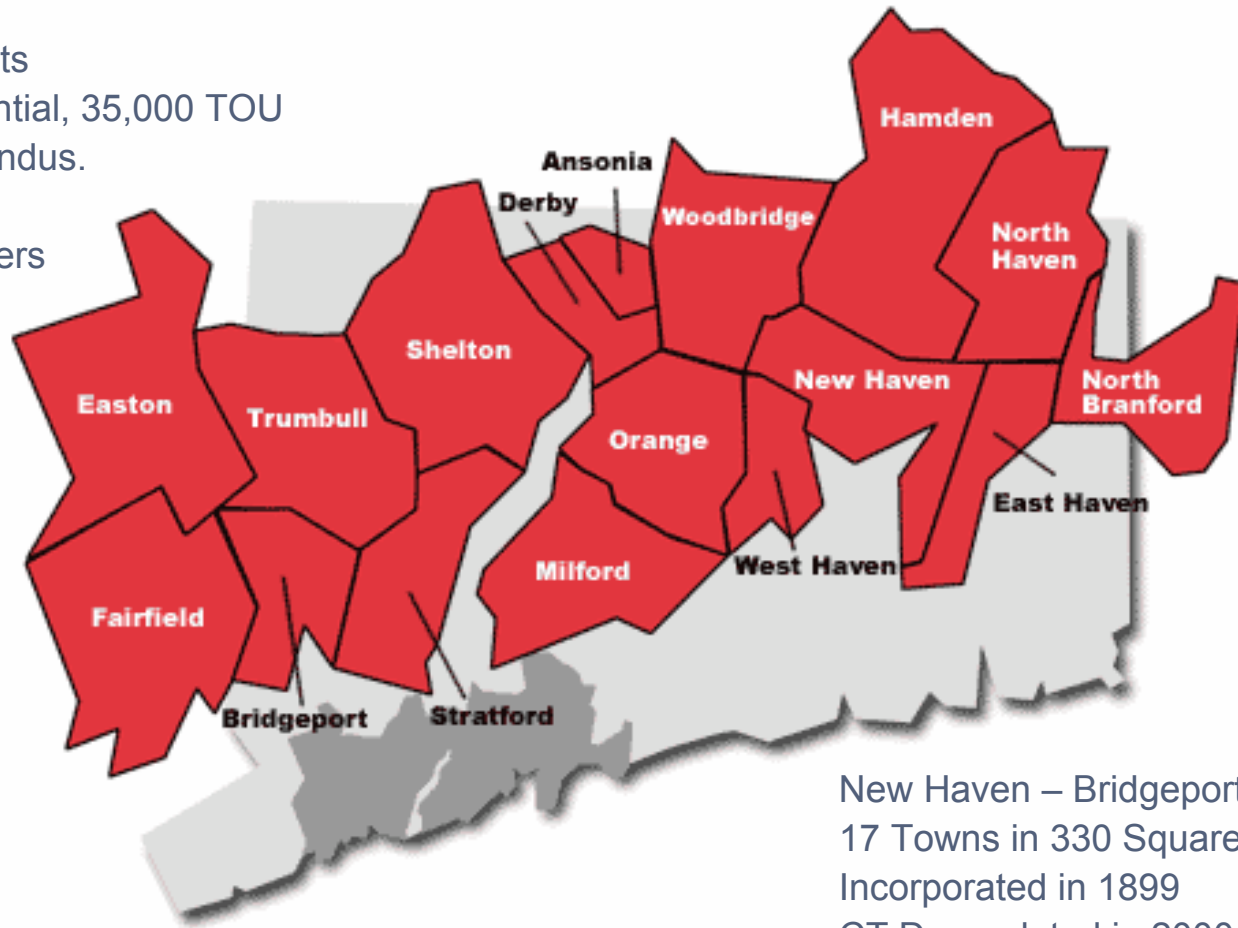 ts
ntial, 35,000 TOU
ndus.
ers
Hamden
Ansonia
Derby
Woodbridge
North
Haven
Shelton
Easton
Trumbull
New Haven
North
Branford
Orange
East Haven
Milford
West Haven
Fairfield
Bridgeport
Stratford
New Haven – Bridgeport
17 Towns in 330 Square
Incorporated in 1899